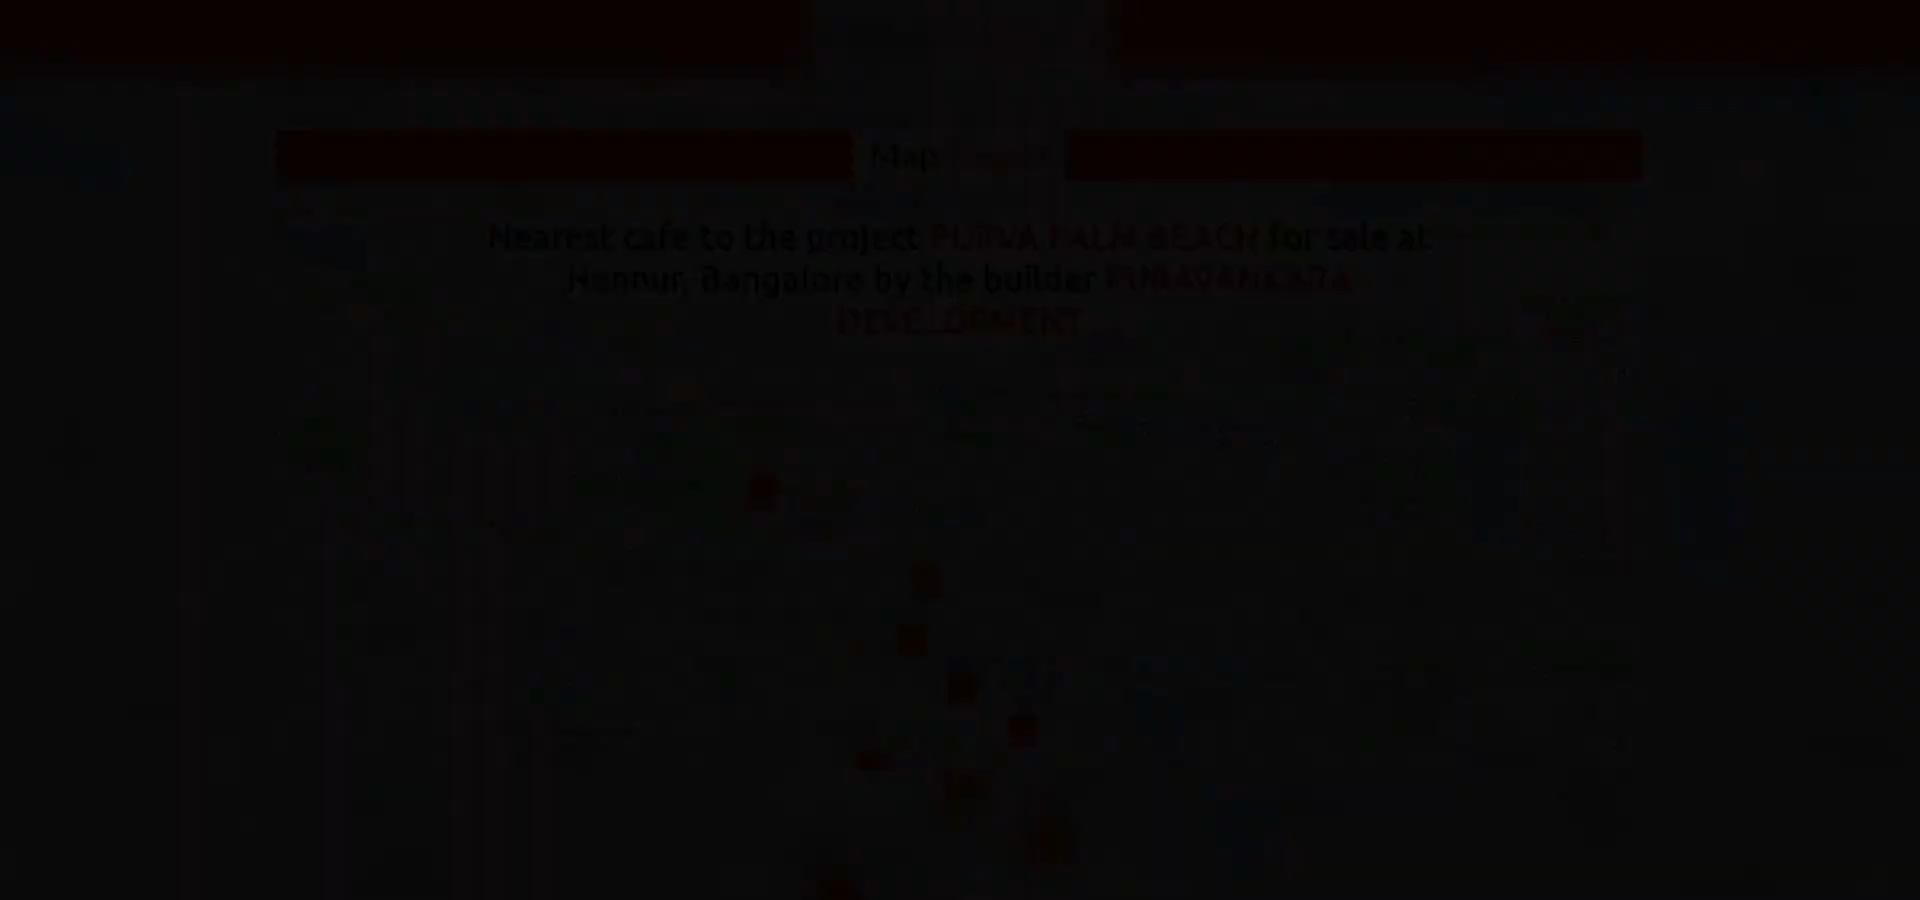 Map
Nearest cafe to the project PURVA PALM BEACH for sale at
Hennur, Bangalore by the builder PURAVANKARA
DEVELOPMENT